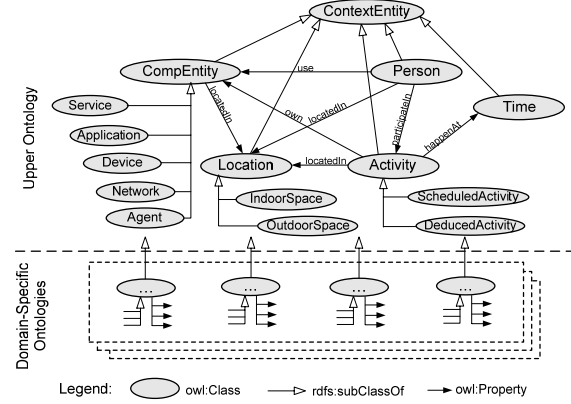 ContextEntity
CompEntity
use
Person
Service
locatedIn
own
locatedIn
participateIn
Time
Application
happenAt
Device
Location
locatedIn
Activity
Network
IndoorSpace
ScheduledActivity
Agent
OutdoorSpace
DeducedActivity
Upper Ontology
Domain-Specific
Ontologies
...
...
...
...
Legend:
owl:Class
rdfs:subClassOf
owl:Property